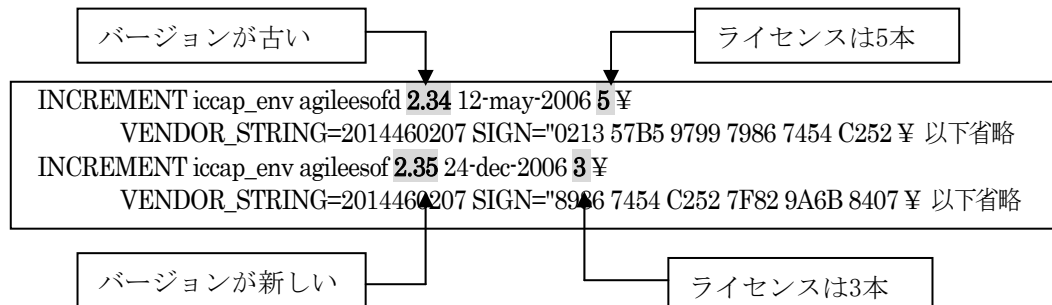 バージョンが古い
ライセンスは5本
INCREMENT iccap_env agileesofd 2.34 12-may-2006 5 ¥
VENDOR_STRING=2014460207 SIGN="0213 57B5 9799 7986 7454 C252 ¥ 以下省略
INCREMENT iccap_env agileesof 2.35 24-dec-2006 3 ¥
VENDOR_STRING=2014460207 SIGN="8926 7454 C252 7F82 9A6B 8407 ¥ 以下省略
バージョンが新しい
ライセンスは3本